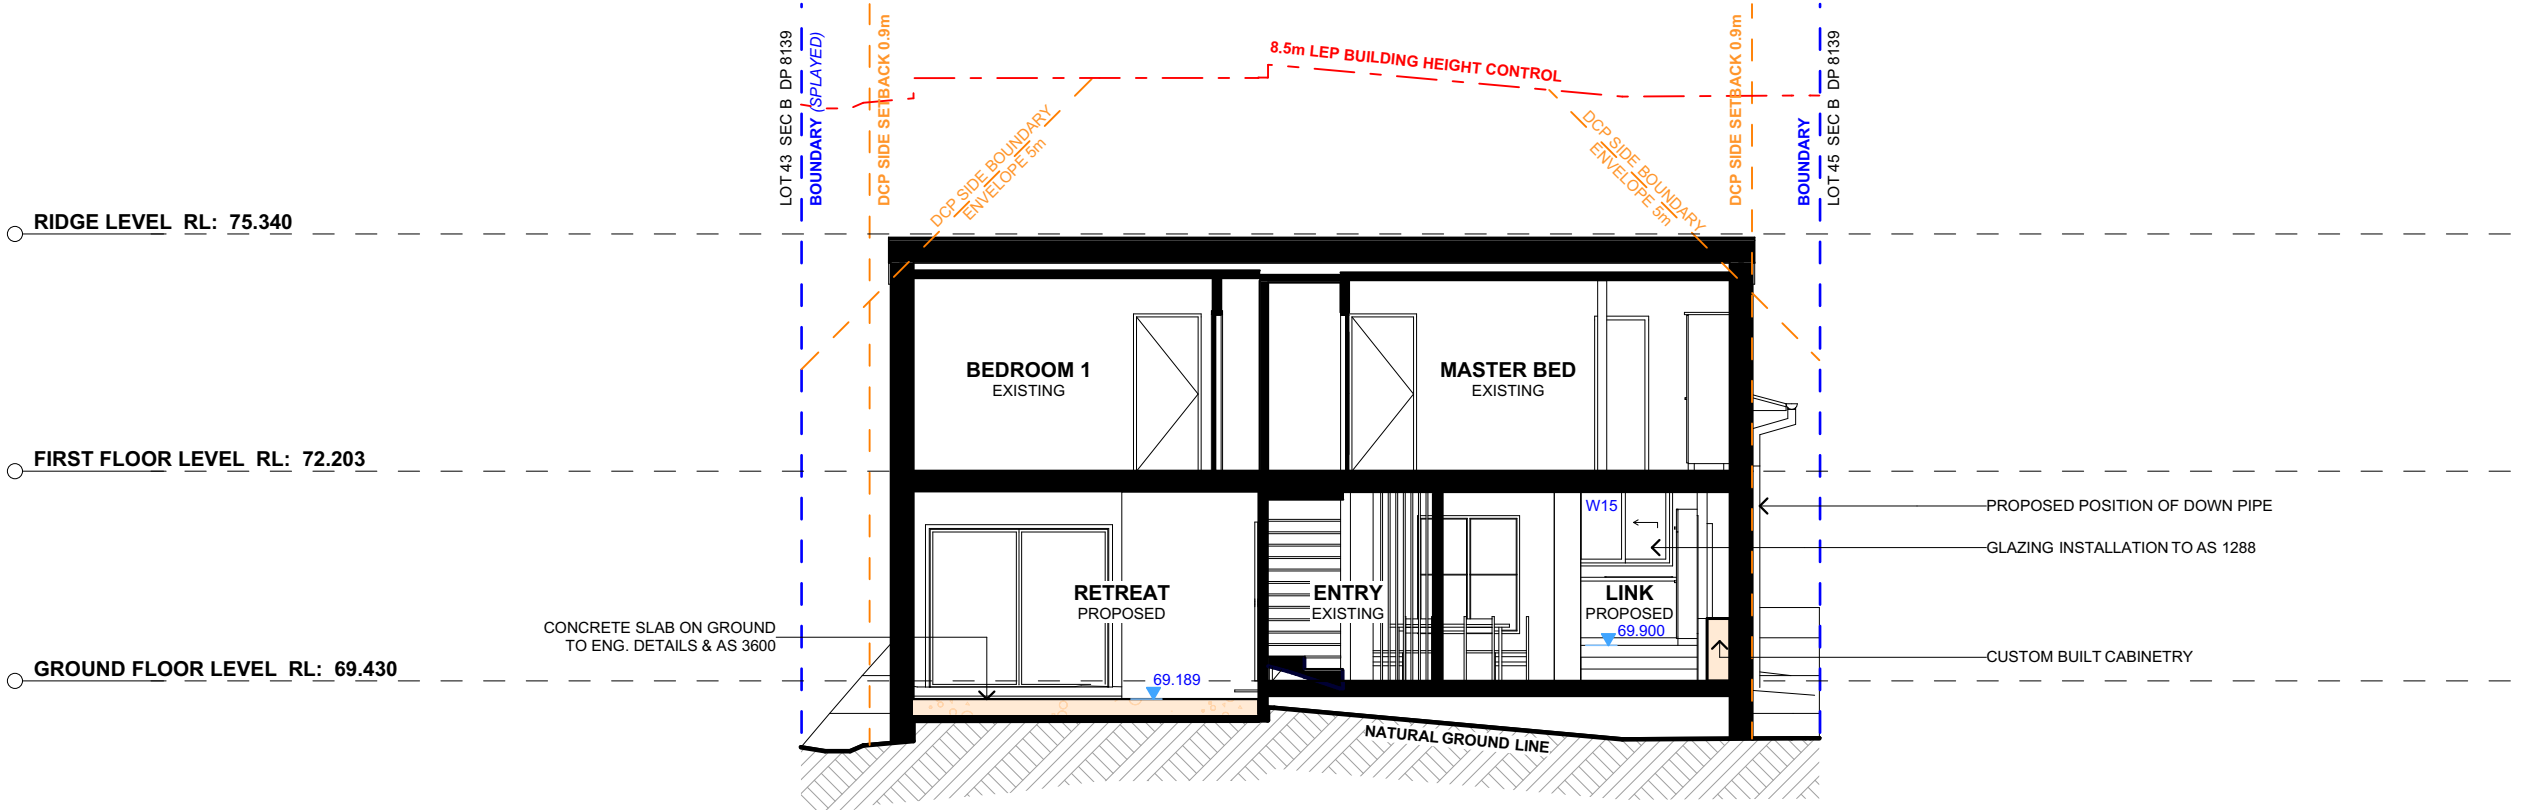 LOT 43 SEC B DP 8139
BOUNDARY (SPLAYED)
DCP SIDE SETBACK 0.9m
8.5m LEP BUILDING HEIGHT CONTROL
DCP SIDE SETBACK 0.9m
BOUNDARY
LOT 45 SEC B DP 8139
DCP SIDE BOUNDARY
ENVELOPE 5m
DCP SIDE BOUNDARY
ENVELOPE 5m
RIDGE LEVEL RL: 75.340
BEDROOM 1
EXISTING
MASTER BED
EXISTING
FIRST FLOOR LEVEL RL: 72.203
W15
PROPOSED POSITION OF DOWN PIPE
GLAZING INSTALLATION TO AS 1288
RETREAT
PROPOSED
ENTRY
EXISTING
LINK
PROPOSED
69.900
CONCRETE SLAB ON GROUND
TO ENG. DETAILS & AS 3600
CUSTOM BUILT CABINETRY
GROUND FLOOR LEVEL RL: 69.430
69.189
NATURAL GROUND LINE